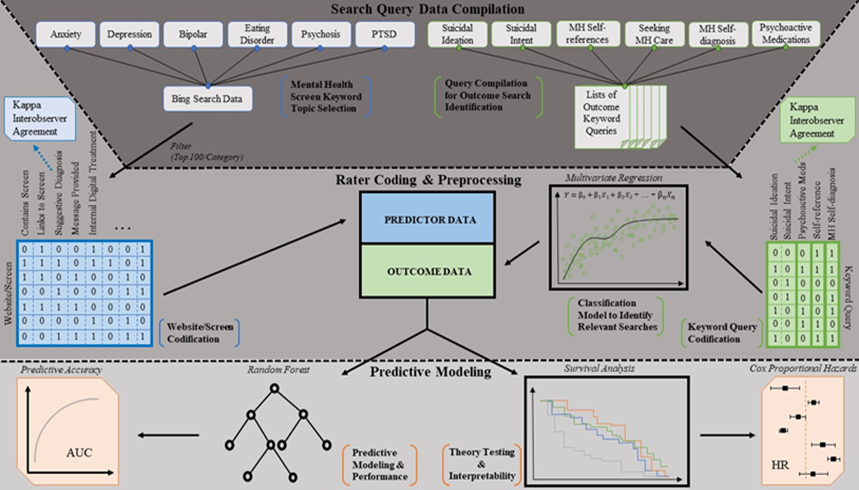 Search Query Data Compilation
Anxiety
Depression
Bipolar
Eating
Disorder
Psychosis
PTSD
Suicidal
Ideation
Suicidal
Intent
MH Self-
references
Seeking
MH Care
MH Self-
diagnosis
Psychoactive
Medications
Bing Search Data
Mental Health
Screen Keyword
Topic Selection
Query Compilation
for Outcome Search
Identification
Lists of
Outcome
Keyword
Queries
Kappa
Interobserver
Agreement
Kappa
Interobserver
Agreement
Filter
(Top 100/Category)
Rater Coding & Preprocessing
Contains Screen
Links to Screen
Suggestive Diagnosis
Message Provided
Internal Digital Treatment
...
Website/Screen
0 1 0 0 1 0 0 0
1 1 1 0 1 1 0 1
1 1 0 1 1 1 1 0
0 0 0 1 0 0 0 1
1 1 1 0 0 0 0 0
0 0 0 0 1 0 1 0
0 0 1 1 0 1 1 1
Website/Screen
Codification
PREDICTOR DATA
OUTCOME DATA
Multivariate Regression
Y = β₀ + β₁X₁ + β₂X₂ + … + βₙXₙ
Classification
Model to Identify
Relevant Searches
Suicidal Ideation
Suicidal Intent
Psychoactive Meds
Self-reference
MH Self-diagnosis
Keyword Query
0 0 0 1 1
1 0 0 1 1
1 0 0 0 0
1 0 1 0 0
0 0 0 1 1
0 0 0 1 1
1 0 0 1 0
Keyword Query
Codification
Predictive Modeling
Predictive Accuracy
AUC
Random Forest
Predictive
Modeling &
Performance
Theory Testing
&
Interpretability
Survival Analysis
Cox Proportional Hazards
HR